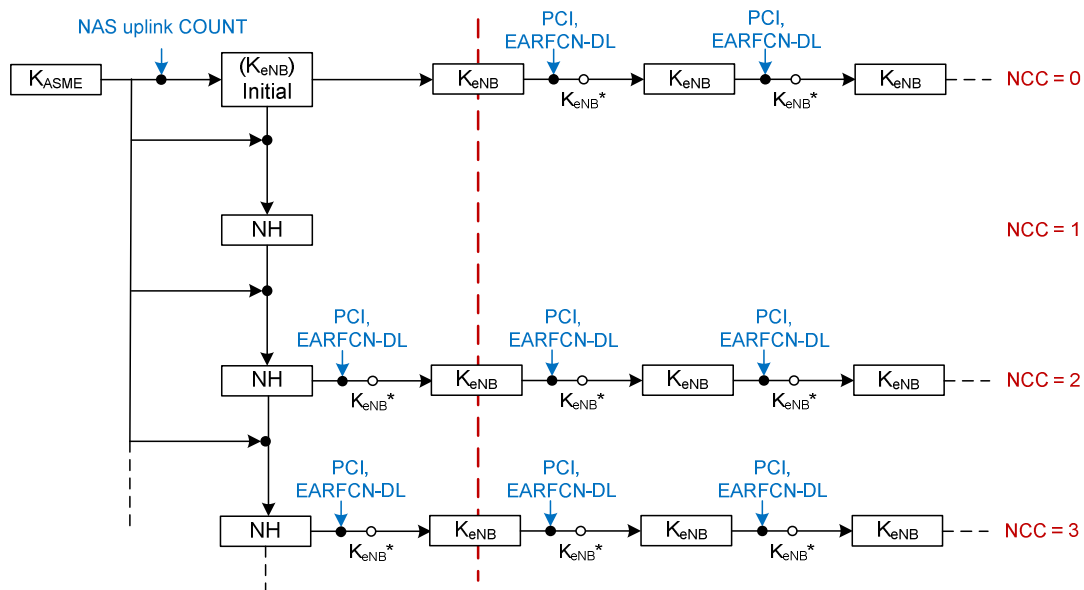 NAS uplink COUNT
PCI,
EARFCN-DL
PCI,
EARFCN-DL
KASME
(KeNB)
Initial
KeNB
KeNB*
KeNB
KeNB*
KeNB
NCC = 0
NH
NCC = 1
PCI,
EARFCN-DL
PCI,
EARFCN-DL
PCI,
EARFCN-DL
NH
KeNB*
KeNB
KeNB*
KeNB
KeNB*
KeNB
NCC = 2
PCI,
EARFCN-DL
PCI,
EARFCN-DL
PCI,
EARFCN-DL
NH
KeNB*
KeNB
KeNB*
KeNB
KeNB*
KeNB
NCC = 3